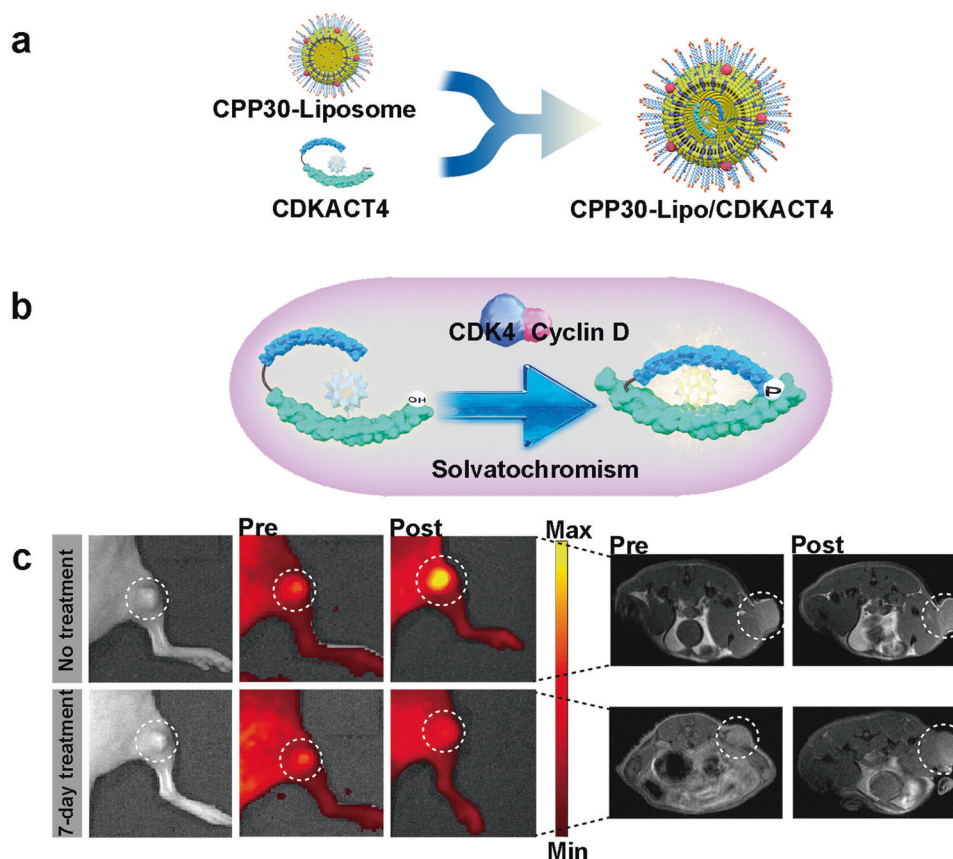 a
CPP30-Liposome
OH
CDKACT4
CPP30-Lipo/CDKACT4
b
CDK4 Cyclin D
OH
P
Solvatochromism
c
No treatment
Pre
Post
Max
Pre
Post
7-day treatment
Min